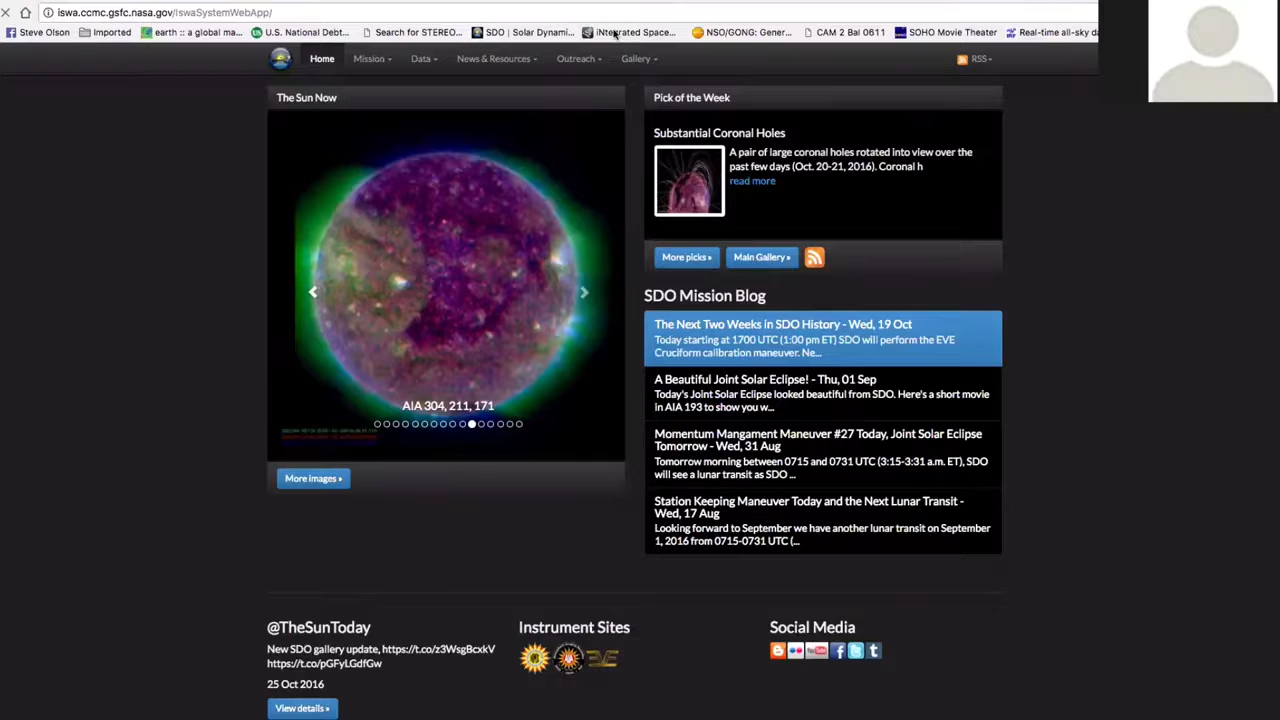 iswa.ccmc.gsfc.nasa.gov/IswaSystemWebApp/
Steve Olson Imported earth :: a global ma... U.S. National Debt... Search for STEREO... SDO | Solar Dynami... iNtegrated Space... NSO/GONG: Gener... CAM 2 Bal 0611 SOHO Movie Theater Real-time all-sky da
Home Mission Data News & Resources Outreach Gallery RSS
The Sun Now
AIA 304, 211, 171
More images »
Pick of the Week
Substantial Coronal Holes
A pair of large coronal holes rotated into view over the
past few days (Oct. 20-21, 2016). Coronal h
read more
More picks » Main Gallery »
SDO Mission Blog
The Next Two Weeks in SDO History - Wed, 19 Oct
Today starting at 1700 UTC (1:00 pm ET) SDO will perform the EVE
Cruciform calibration maneuver. Ne...
A Beautiful Joint Solar Eclipse! - Thu, 01 Sep
Today's Joint Solar Eclipse looked beautiful from SDO. Here's a short movie
in AIA 193 to show you w...
Momentum Mangament Maneuver #27 Today, Joint Solar Eclipse
Tomorrow - Wed, 31 Aug
Tomorrow morning between 0715 and 0731 UTC (3:15-3:31 a.m. ET), SDO
will see a lunar transit as SDO ...
Station Keeping Maneuver Today and the Next Lunar Transit -
Wed, 17 Aug
Looking forward to September we have another lunar transit on September
1, 2016 from 0715-0731 UTC (...
@TheSunToday
New SDO gallery update, https://t.co/z3WsgBcxkV
https://t.co/pGFyLGdfGw
25 Oct 2016
View details »
Instrument Sites
Social Media